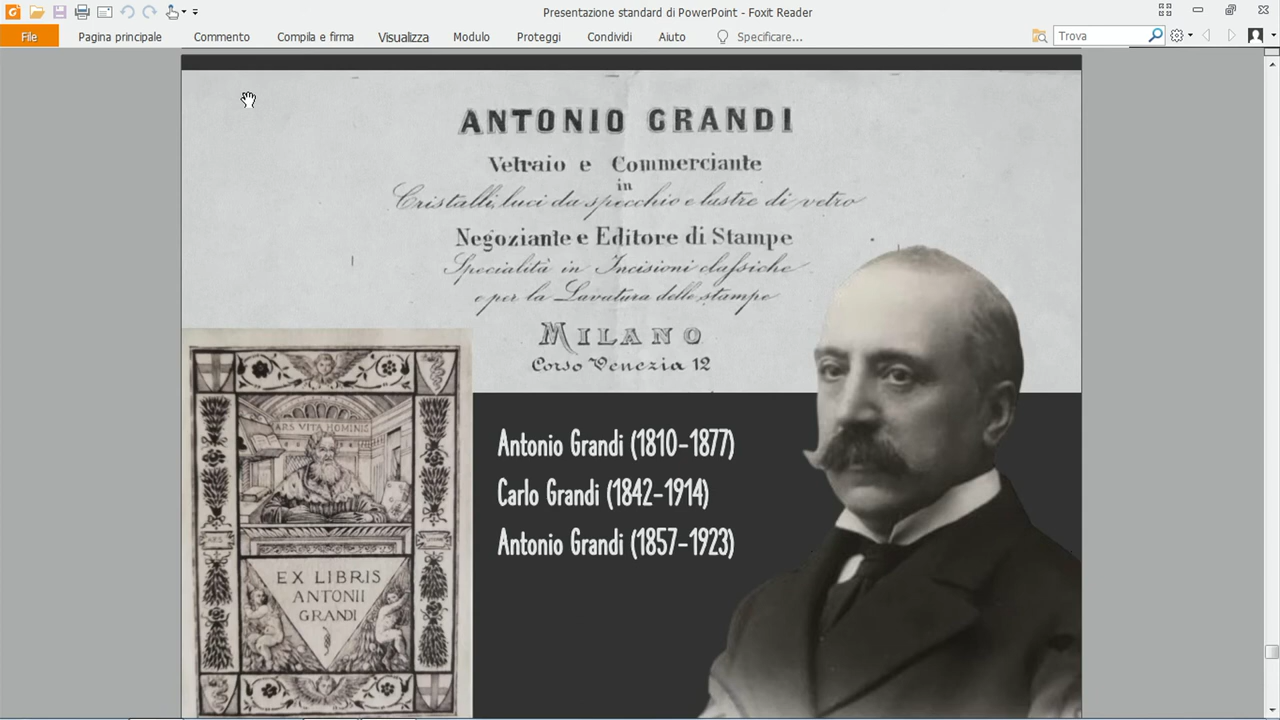 Presentazione standard di PowerPoint - Foxit Reader
File
Pagina principale
Commento
Compila e firma
Visualizza
Modulo
Proteggi
Condividi
Aiuto
Specificare...
Trova
ANTONIO GRANDI
Vetraio e Commerciante
in
Cristalli, luci da specchio e lastre di vetro
Negoziante e Editore di Stampe
Specialità in Incisioni classiche
e per la Lavatura delle stampe
MILANO
Corso Venezia 12
ARS VITA HOMINIS
ARS
EX LIBRIS
ANTONII
GRANDI
Antonio Grandi (1810-1877)
Carlo Grandi (1842-1914)
Antonio Grandi (1857-1923)